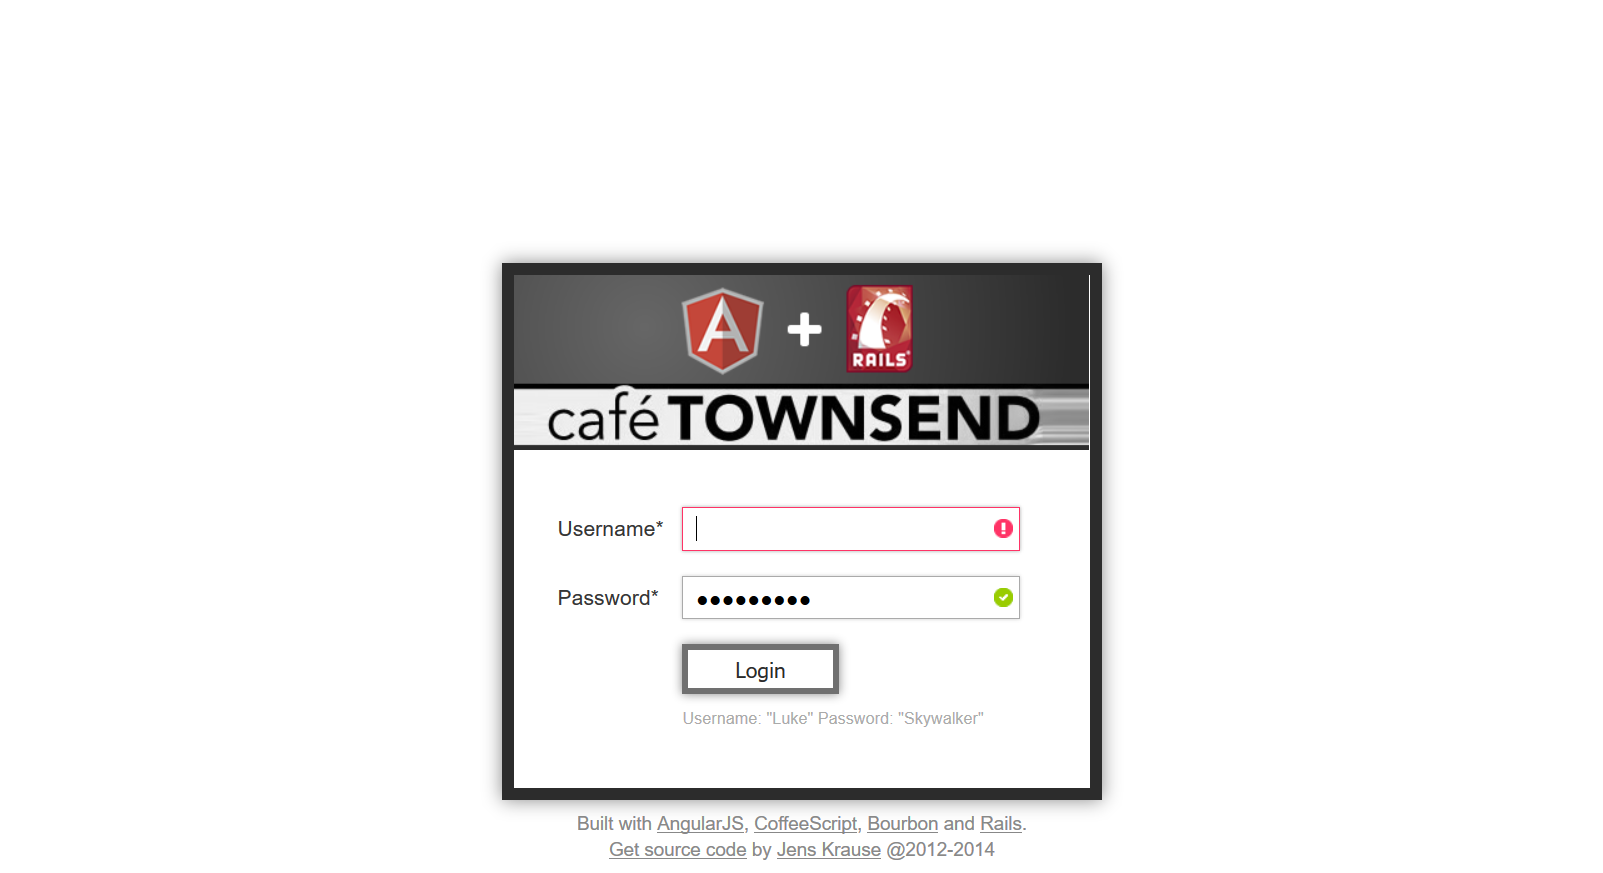 RAILS
café TOWNSEND
Username*
Password*
Login
Username: "Luke" Password: "Skywalker"
Built with AngularJS, CoffeeScript, Bourbon and Rails.
Get source code by Jens Krause @2012-2014